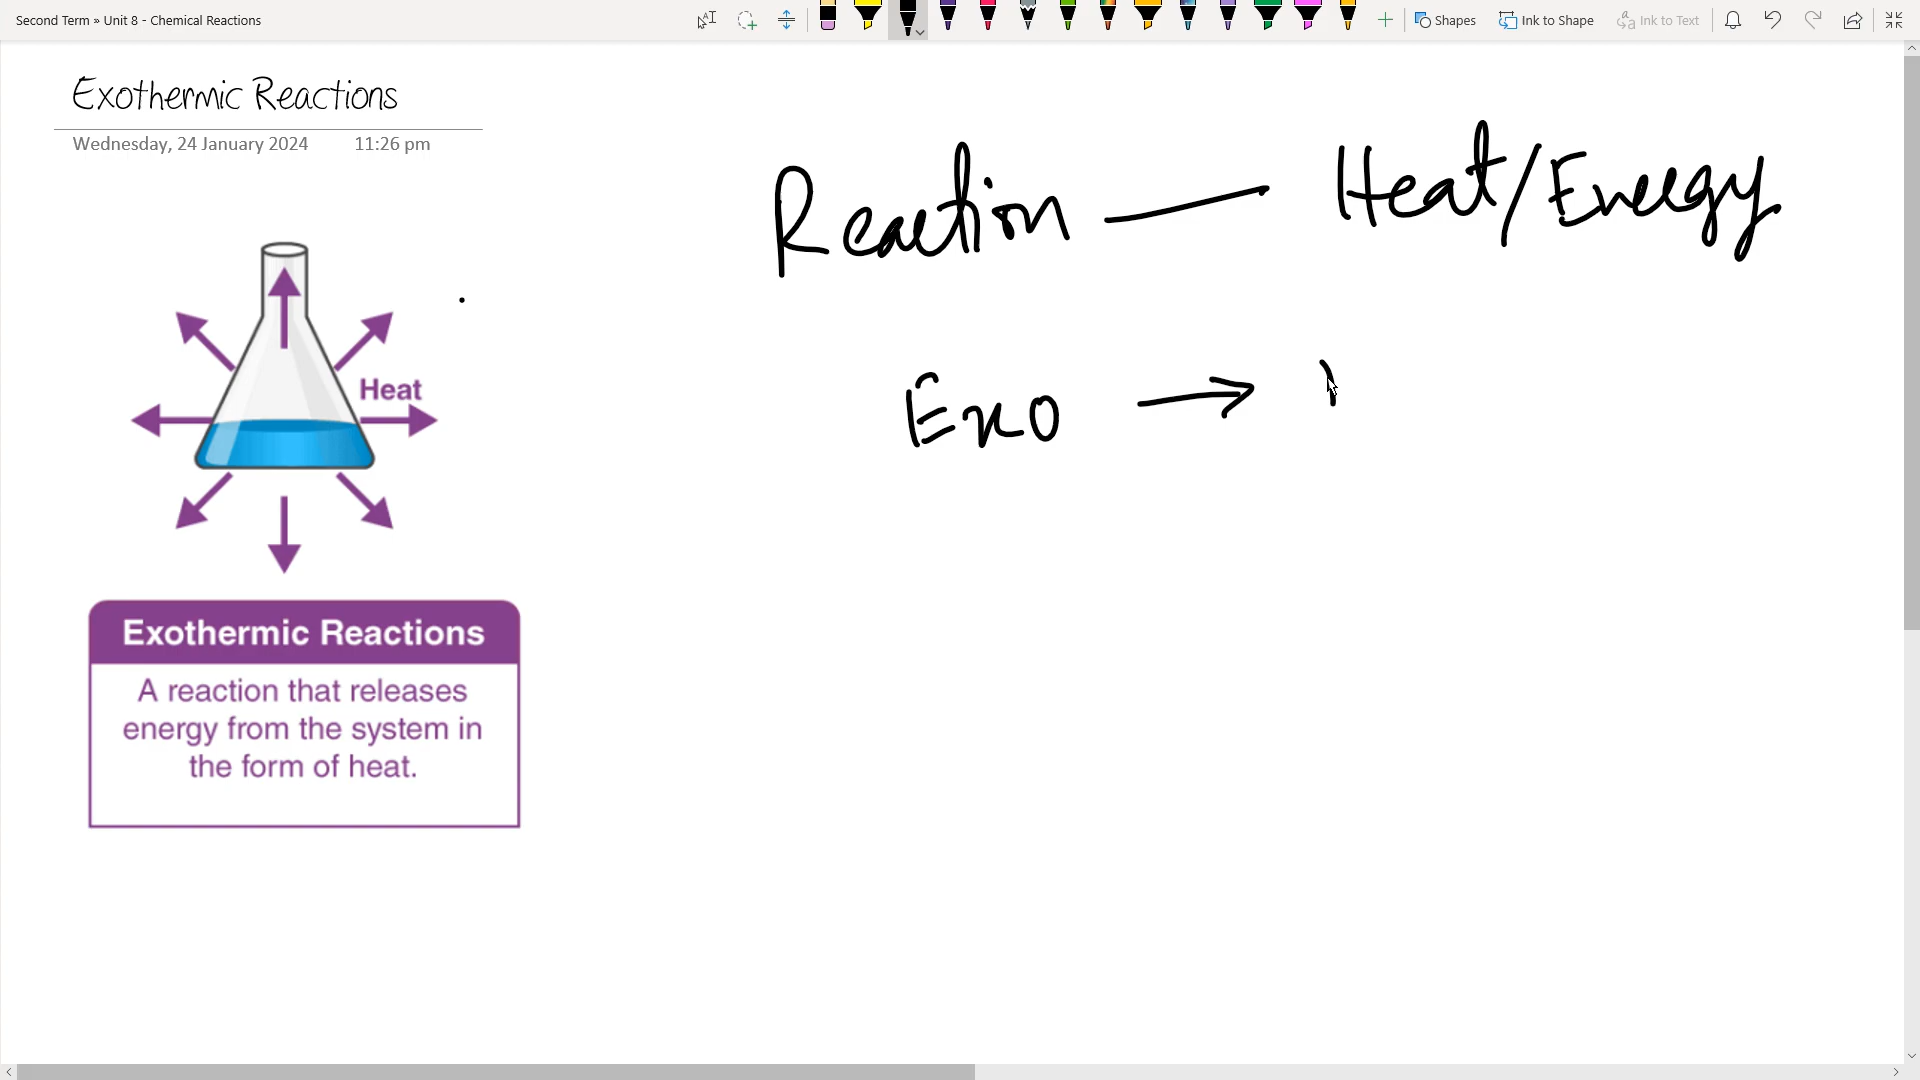 Second Term » Unit 8 - Chemical Reactions
Shapes
Ink to Shape
Ink to Text
Exothermic Reactions
Wednesday, 24 January 2024 11:26 pm
Reaction — Heat/Energy
Exo →
Heat
Exothermic Reactions
A reaction that releases
energy from the system in
the form of heat.